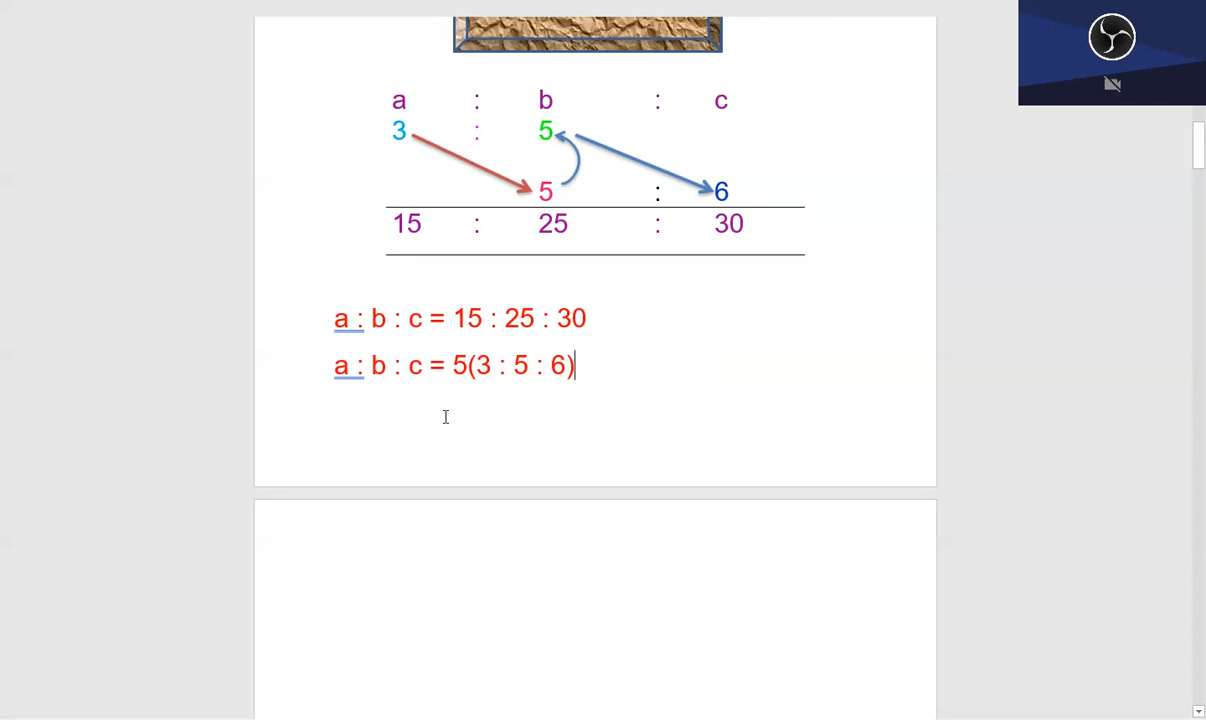 a : b : c
3 : 5
5 : 6
15 : 25 : 30
a : b : c = 15 : 25 : 30
a : b : c = 5(3 : 5 : 6)